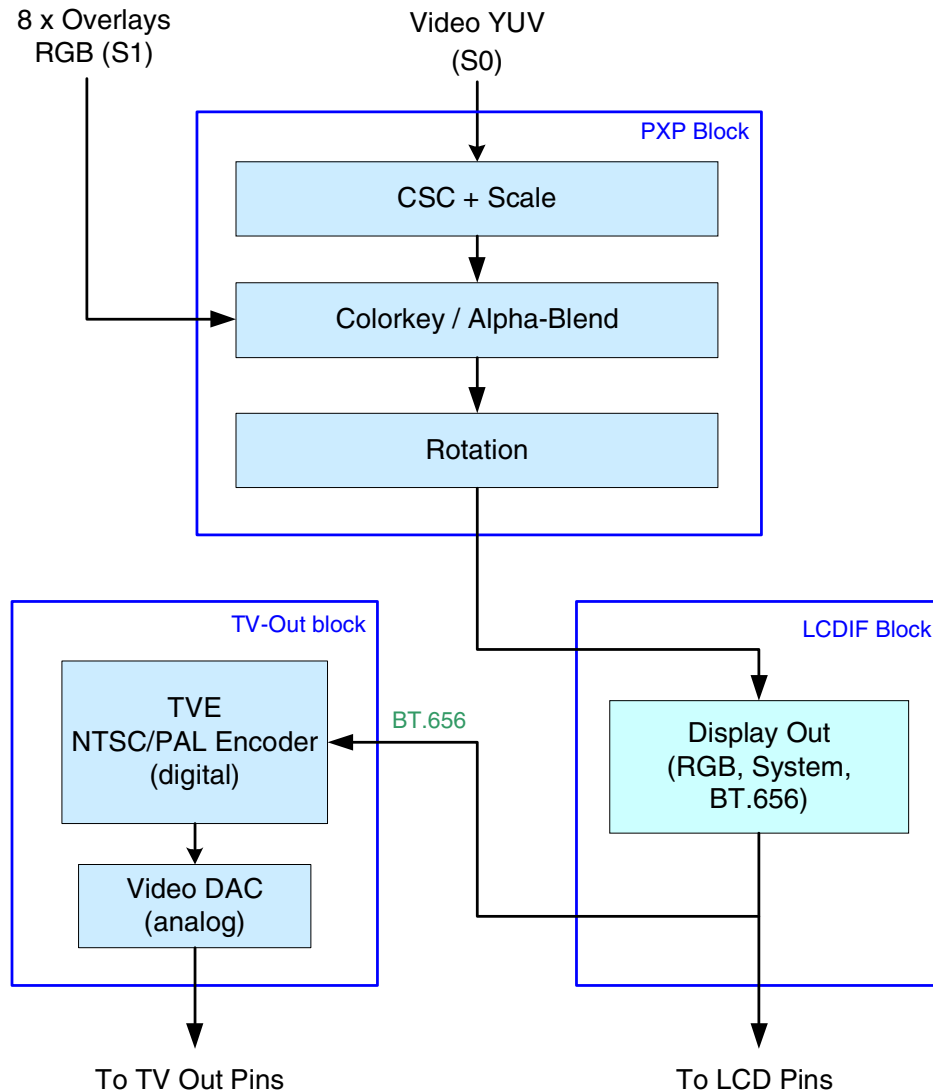 8 x Overlays
RGB (S1)
Video YUV
(S0)
PXP Block
CSC + Scale
Colorkey / Alpha-Blend
Rotation
TV-Out block
LCDIF Block
TVE
NTSC/PAL Encoder
(digital)
BT.656
Display Out
(RGB, System,
BT.656)
Video DAC
(analog)
To TV Out Pins
To LCD Pins